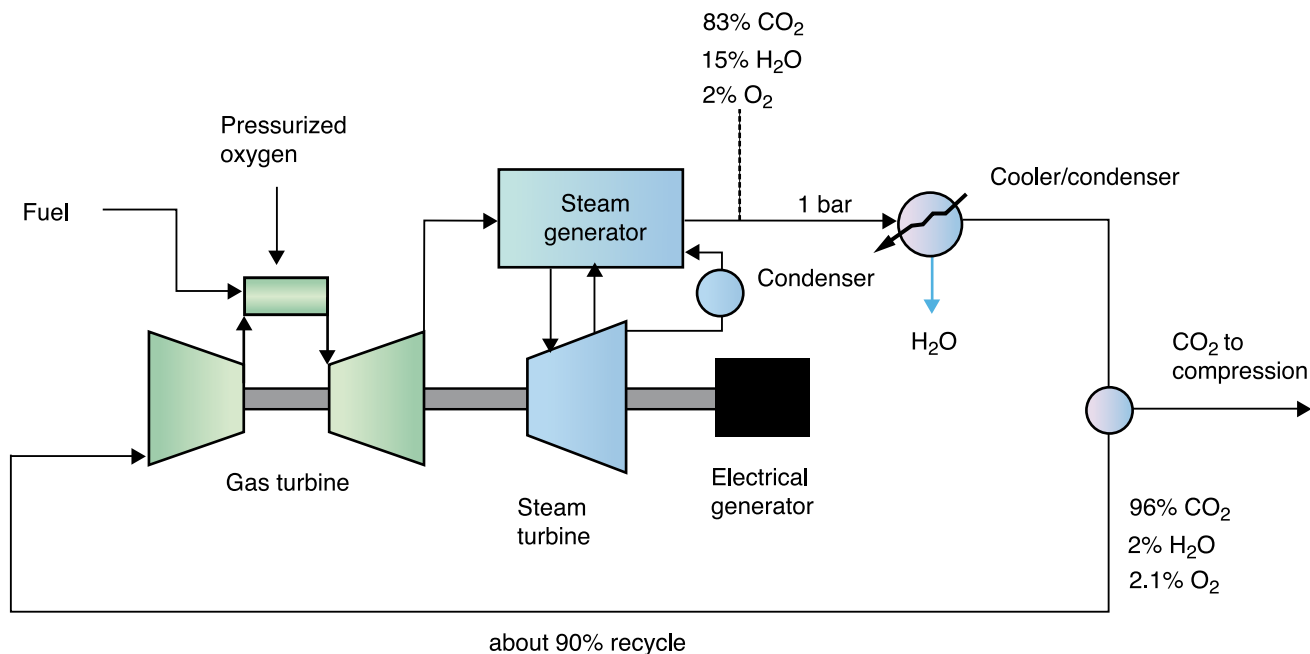 83% CO₂
15% H₂O
2% O₂
Pressurized
oxygen
Fuel
Steam
generator
1 bar
Cooler/condenser
Condenser
H₂O
CO₂ to
compression
Gas turbine
Steam
turbine
Electrical
generator
96% CO₂
2% H₂O
2.1% O₂
about 90% recycle